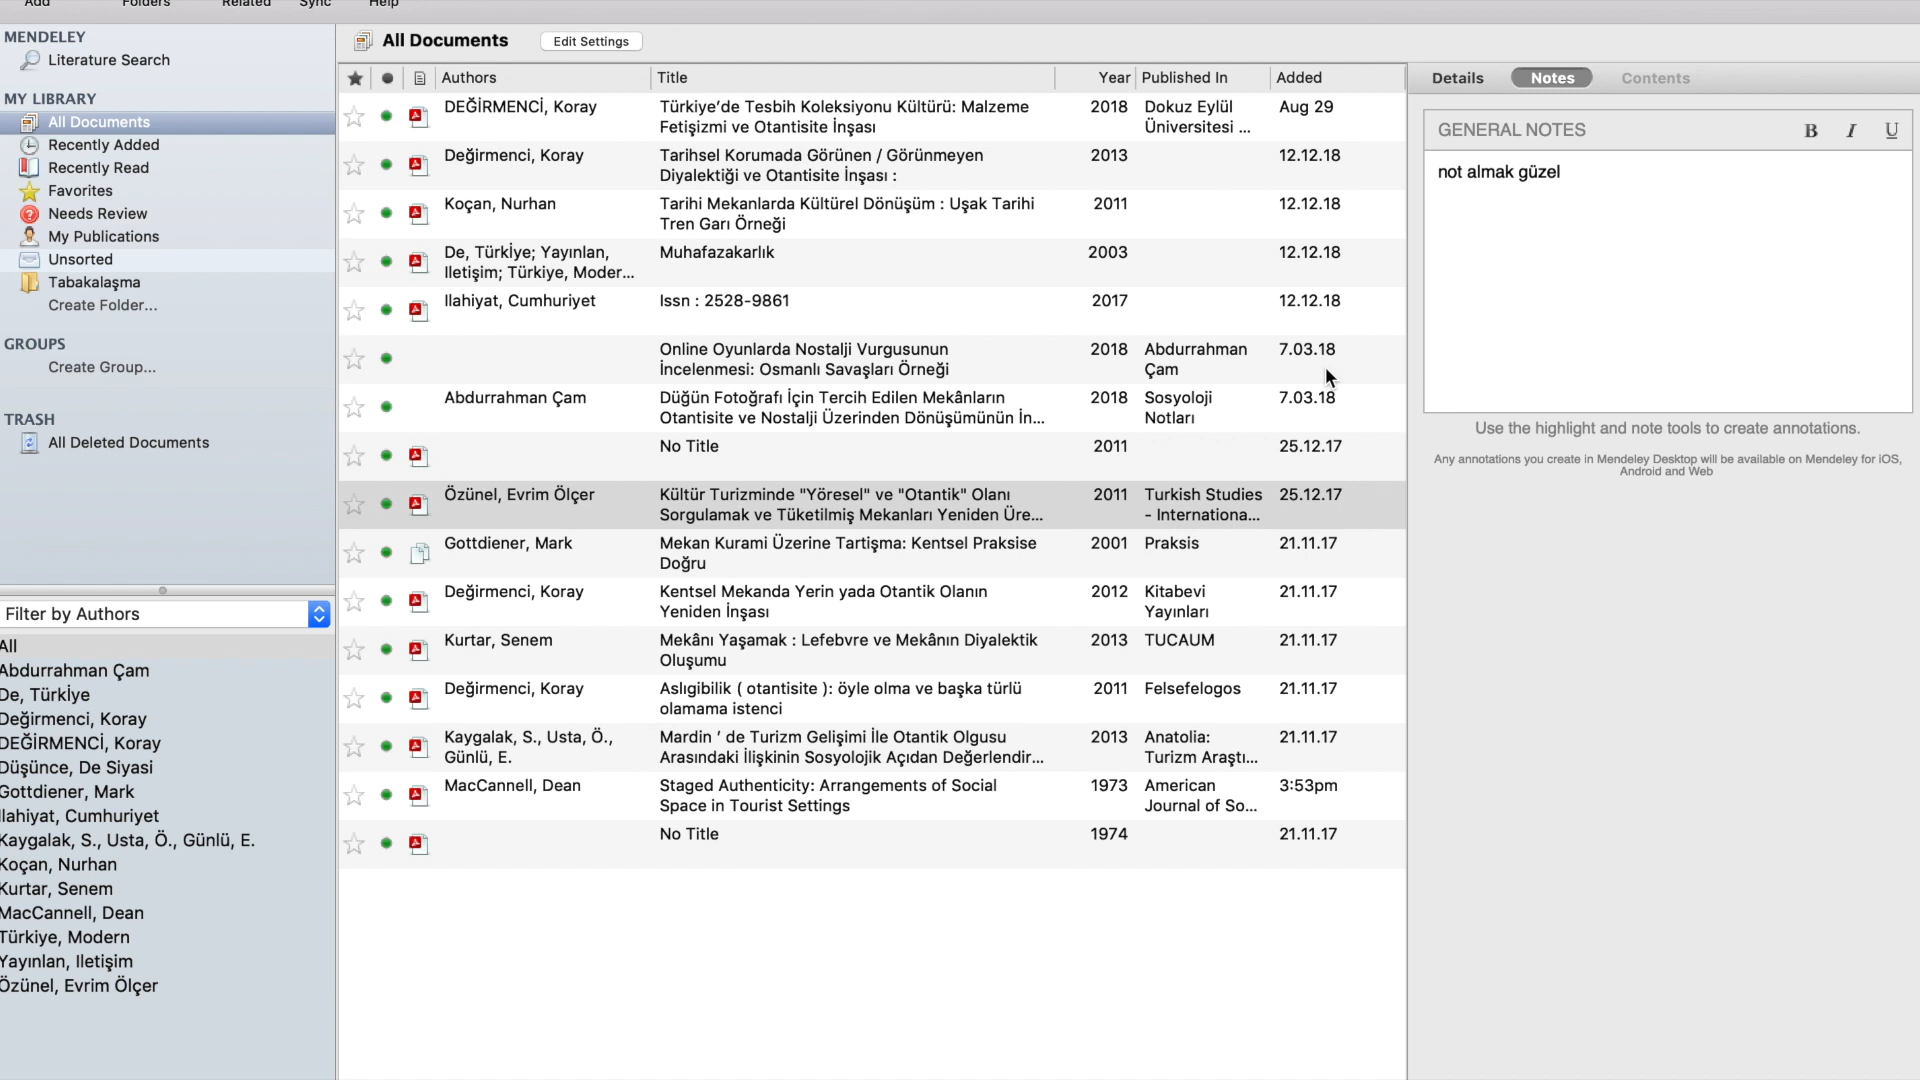 Add Folders Related Sync Help
MENDELEY
Literature Search
MY LIBRARY
All Documents
Recently Added
Recently Read
Favorites
Needs Review
My Publications
Unsorted
Tabakalaşma
Create Folder...
GROUPS
Create Group...
TRASH
All Deleted Documents
Filter by Authors
All
Abdurrahman Çam
De, Türkİye
Değirmenci, Koray
DEĞİRMENCİ, Koray
Düşünce, De Siyasi
Gottdiener, Mark
Ilahiyat, Cumhuriyet
Kaygalak, S., Usta, Ö., Günlü, E.
Koçan, Nurhan
Kurtar, Senem
MacCannell, Dean
Türkiye, Modern
Yayınlan, Iletişim
Özünel, Evrim Ölçer
All Documents Edit Settings
Authors Title Year Published In Added
DEĞİRMENCİ, Koray Türkiye’de Tesbih Koleksiyonu Kültürü: Malzeme 2018 Dokuz Eylül Aug 29
Fetişizmi ve Otantisite İnşası Üniversitesi ...
Değirmenci, Koray Tarihsel Korumada Görünen / Görünmeyen 2013 12.12.18
Diyalektiği ve Otantisite İnşası :
Koçan, Nurhan Tarihi Mekanlarda Kültürel Dönüşüm : Uşak Tarihi 2011 12.12.18
Tren Garı Örneği
De, Türkİye; Yayınlan, Muhafazakarlık 2003 12.12.18
Iletişim; Türkiye, Moder...
Ilahiyat, Cumhuriyet Issn : 2528-9861 2017 12.12.18
Online Oyunlarda Nostalji Vurgusunun 2018 Abdurrahman 7.03.18
İncelenmesi: Osmanlı Savaşları Örneği Çam
Abdurrahman Çam Düğün Fotoğrafı İçin Tercih Edilen Mekânların 2018 Sosyoloji 7.03.18
Otantisite ve Nostalji Üzerinden Dönüşümünün İn... Notları
No Title 2011 25.12.17
Özünel, Evrim Ölçer Kültür Turizminde "Yöresel" ve "Otantik" Olanı 2011 Turkish Studies 25.12.17
Sorgulamak ve Tüketilmiş Mekanları Yeniden Üre... - Internationa...
Gottdiener, Mark Mekan Kurami Üzerine Tartişma: Kentsel Praksise 2001 Praksis 21.11.17
Doğru
Değirmenci, Koray Kentsel Mekanda Yerin yada Otantik Olanın 2012 Kitabevi 21.11.17
Yeniden İnşası Yayınları
Kurtar, Senem Mekânı Yaşamak : Lefebvre ve Mekânın Diyalektik 2013 TUCAUM 21.11.17
Oluşumu
Değirmenci, Koray Aslıgibilik ( otantisite ): öyle olma ve başka türlü 2011 Felsefelogos 21.11.17
olamama istenci
Kaygalak, S., Usta, Ö., Mardin ’ de Turizm Gelişimi İle Otantik Olgusu 2013 Anatolia: 21.11.17
Günlü, E. Arasındaki İlişkinin Sosyolojik Açıdan Değerlendir... Turizm Araştı...
MacCannell, Dean Staged Authenticity: Arrangements of Social 1973 American 3:53pm
Space in Tourist Settings Journal of So...
No Title 1974 21.11.17
Details Notes Contents
GENERAL NOTES B I U
not almak güzel
Use the highlight and note tools to create annotations.
Any annotations you create in Mendeley Desktop will be available on Mendeley for iOS,
Android and Web